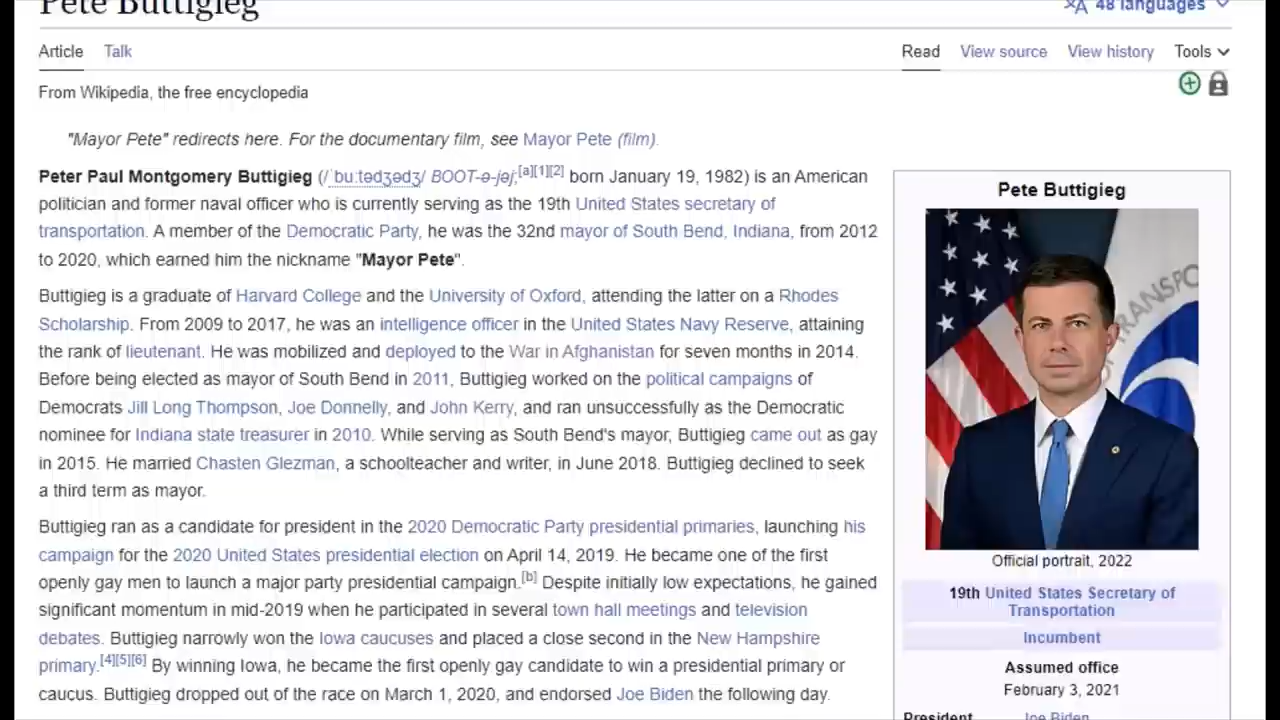 Pete Buttigieg
48 languages
Article Talk Read View source View history Tools
From Wikipedia, the free encyclopedia
"Mayor Pete" redirects here. For the documentary film, see Mayor Pete (film).
Peter Paul Montgomery Buttigieg (/ˈbuːtədʒədʒ/ BOOT-ə-jəj;[a][1][2] born January 19, 1982) is an American
politician and former naval officer who is currently serving as the 19th United States secretary of
transportation. A member of the Democratic Party, he was the 32nd mayor of South Bend, Indiana, from 2012
to 2020, which earned him the nickname "Mayor Pete".
Buttigieg is a graduate of Harvard College and the University of Oxford, attending the latter on a Rhodes
Scholarship. From 2009 to 2017, he was an intelligence officer in the United States Navy Reserve, attaining
the rank of lieutenant. He was mobilized and deployed to the War in Afghanistan for seven months in 2014.
Before being elected as mayor of South Bend in 2011, Buttigieg worked on the political campaigns of
Democrats Jill Long Thompson, Joe Donnelly, and John Kerry, and ran unsuccessfully as the Democratic
nominee for Indiana state treasurer in 2010. While serving as South Bend's mayor, Buttigieg came out as gay
in 2015. He married Chasten Glezman, a schoolteacher and writer, in June 2018. Buttigieg declined to seek
a third term as mayor.
Buttigieg ran as a candidate for president in the 2020 Democratic Party presidential primaries, launching his
campaign for the 2020 United States presidential election on April 14, 2019. He became one of the first
openly gay men to launch a major party presidential campaign.[b] Despite initially low expectations, he gained
significant momentum in mid-2019 when he participated in several town hall meetings and television
debates. Buttigieg narrowly won the Iowa caucuses and placed a close second in the New Hampshire
primary.[4][5][6] By winning Iowa, he became the first openly gay candidate to win a presidential primary or
caucus. Buttigieg dropped out of the race on March 1, 2020, and endorsed Joe Biden the following day.
Pete Buttigieg
TRANSPO
Official portrait, 2022
19th United States Secretary of
Transportation
Incumbent
Assumed office
February 3, 2021
President Joe Biden